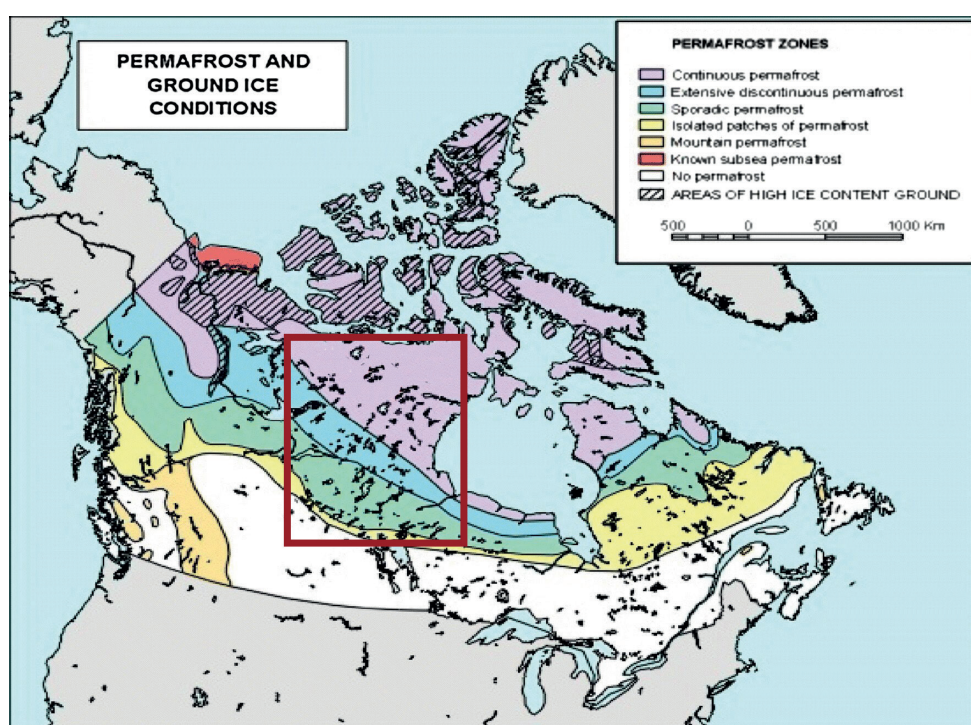 PERMAFROST AND
GROUND ICE
CONDITIONS
PERMAFROST ZONES
Continuous permafrost
Extensive discontinuous permafrost
Sporadic permafrost
Isolated patches of permafrost
Mountain permafrost
Known subsea permafrost
No permafrost
AREAS OF HIGH ICE CONTENT GROUND
500 0 500 1000 Km